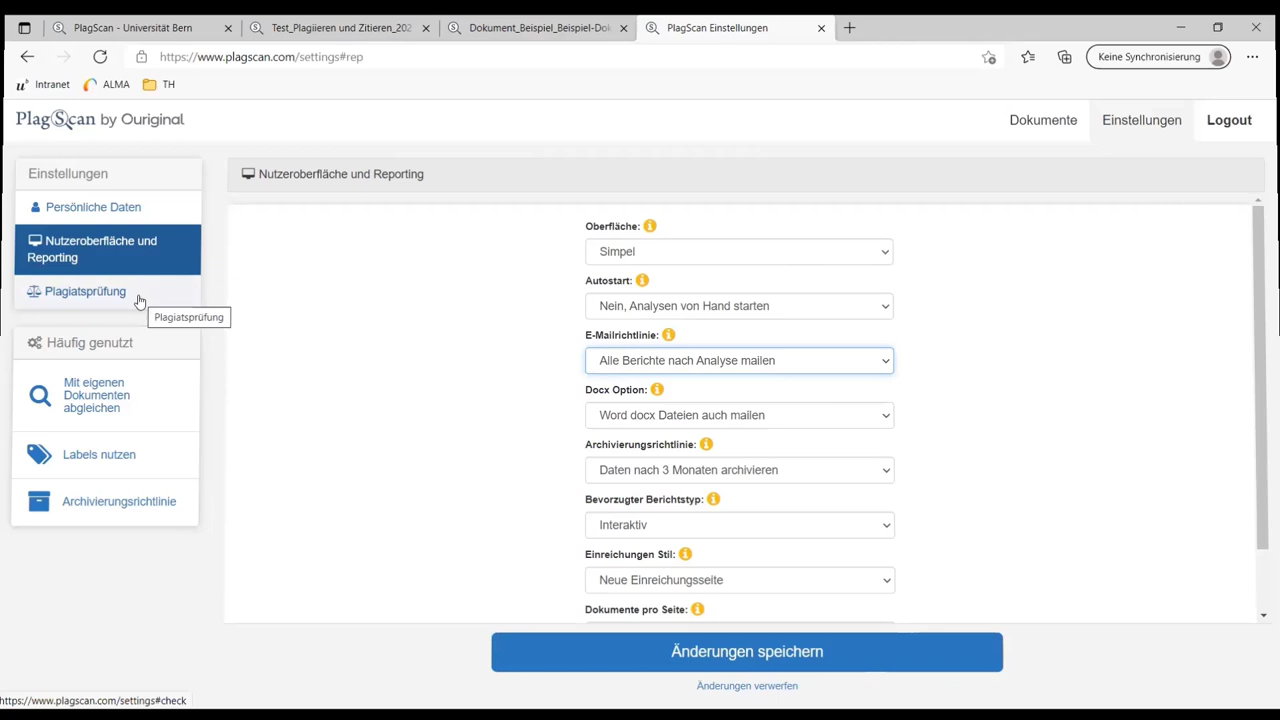 PlagScan - Universität Bern
Test_Plagiieren und Zitieren_202
Dokument_Beispiel_Beispiel-Dok
PlagScan Einstellungen
https://www.plagscan.com/settings#rep
Keine Synchronisierung
Intranet
ALMA
TH
PlagScan by Ouriginal
Dokumente
Einstellungen
Logout
Einstellungen
Persönliche Daten
Nutzeroberfläche und
Reporting
Plagiatsprüfung
Plagiatsprüfung
Häufig genutzt
Mit eigenen
Dokumenten
abgleichen
Labels nutzen
Archivierungsrichtlinie
Nutzeroberfläche und Reporting
Oberfläche:
Simpel
Autostart:
Nein, Analysen von Hand starten
E-Mailrichtlinie:
Alle Berichte nach Analyse mailen
Docx Option:
Word docx Dateien auch mailen
Archivierungsrichtlinie:
Daten nach 3 Monaten archivieren
Bevorzugter Berichtstyp:
Interaktiv
Einreichungen Stil:
Neue Einreichungsseite
Dokumente pro Seite:
Änderungen speichern
Änderungen verwerfen
https://www.plagscan.com/settings#check